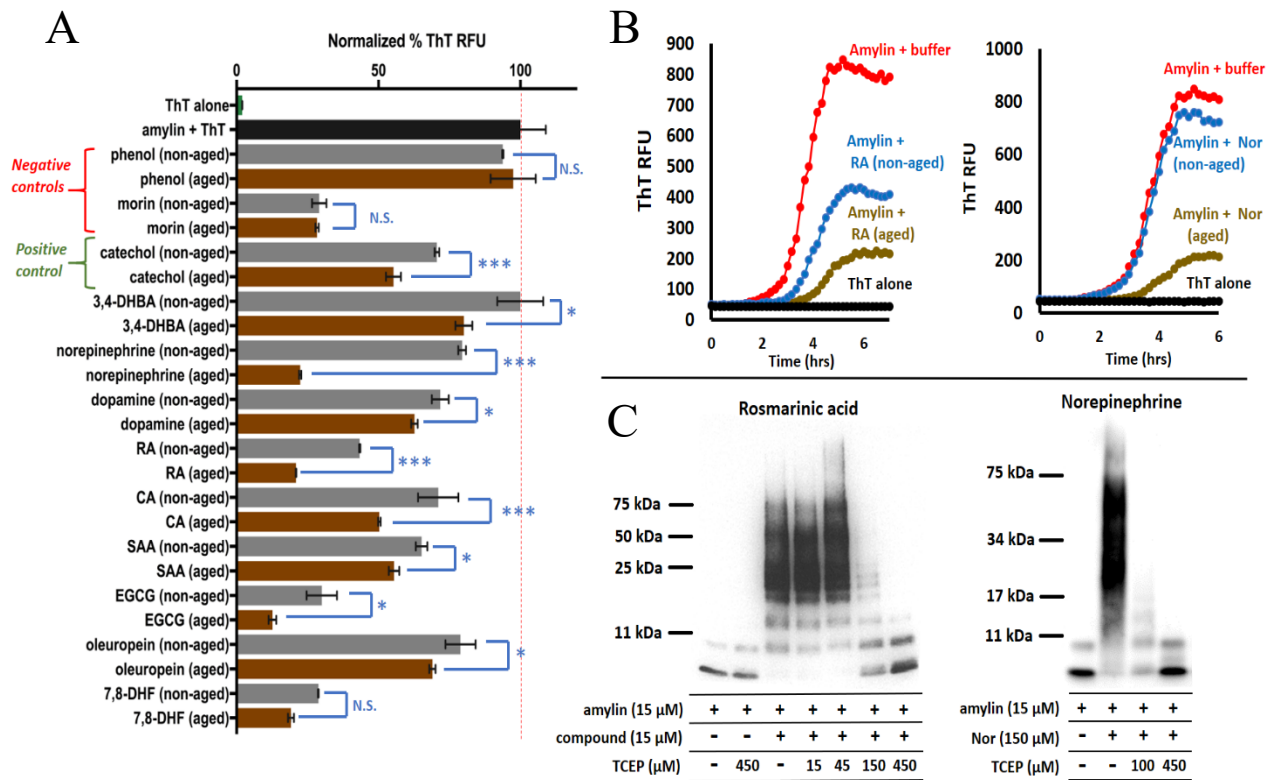 A
Normalized % ThT RFU
0 50 100
ThT alone
amylin + ThT
Negative
controls
phenol (non-aged)
N.S.
phenol (aged)
morin (non-aged)
N.S.
morin (aged)
Positive
control
catechol (non-aged)
***
catechol (aged)
3,4-DHBA (non-aged)
*
3,4-DHBA (aged)
norepinephrine (non-aged)
***
norepinephrine (aged)
dopamine (non-aged)
*
dopamine (aged)
RA (non-aged)
***
RA (aged)
CA (non-aged)
***
CA (aged)
SAA (non-aged)
*
SAA (aged)
EGCG (non-aged)
*
EGCG (aged)
oleuropein (non-aged)
*
oleuropein (aged)
7,8-DHF (non-aged)
N.S.
7,8-DHF (aged)
B
ThT RFU
900
800
700
600
500
400
300
200
100
0
Amylin + buffer
Amylin +
RA (non-aged)
Amylin +
RA (aged)
ThT alone
0 2 4 6
Time (hrs)
ThT RFU
1000
800
600
400
200
0
Amylin + buffer
Amylin + Nor
(non-aged)
Amylin + Nor
(aged)
ThT alone
0 2 4 6
Time (hrs)
C
Rosmarinic acid
75 kDa
50 kDa
25 kDa
11 kDa
amylin (15 µM) + + + + + + +
compound (15 µM) - - + + + + +
TCEP (µM) - 450 - 15 45 150 450
Norepinephrine
75 kDa
34 kDa
17 kDa
11 kDa
amylin (15 µM) + + + +
Nor (150 µM) - + + +
TCEP (µM) - - 100 450